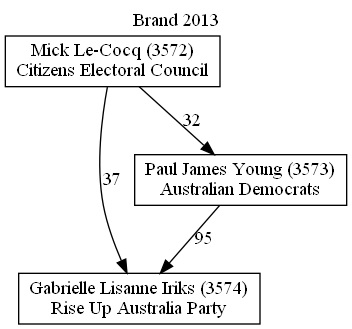 Brand 2013
Mick Le-Cocq (3572)
Citizens Electoral Council
32
Paul James Young (3573)
Australian Democrats
37
95
Gabrielle Lisanne Iriks (3574)
Rise Up Australia Party